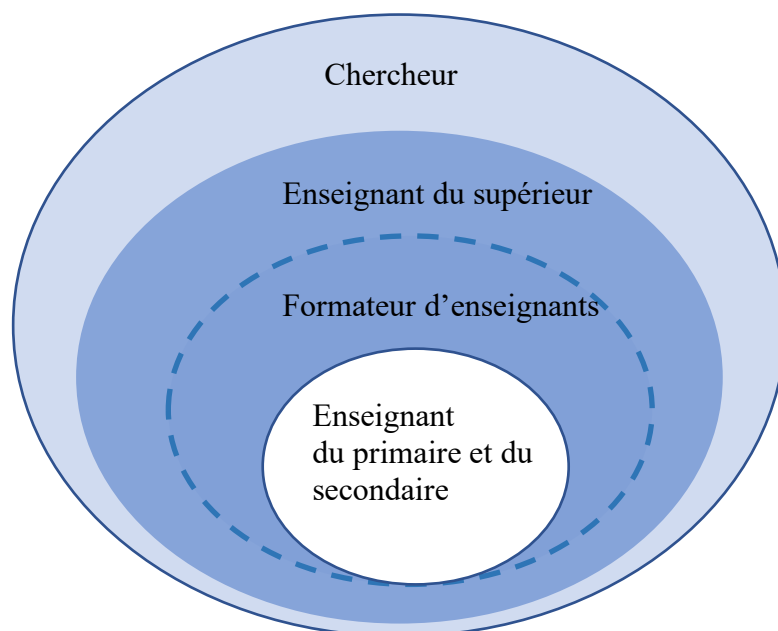 Chercheur
Enseignant du supérieur
Formateur d’enseignants
Enseignant
du primaire et du
secondaire